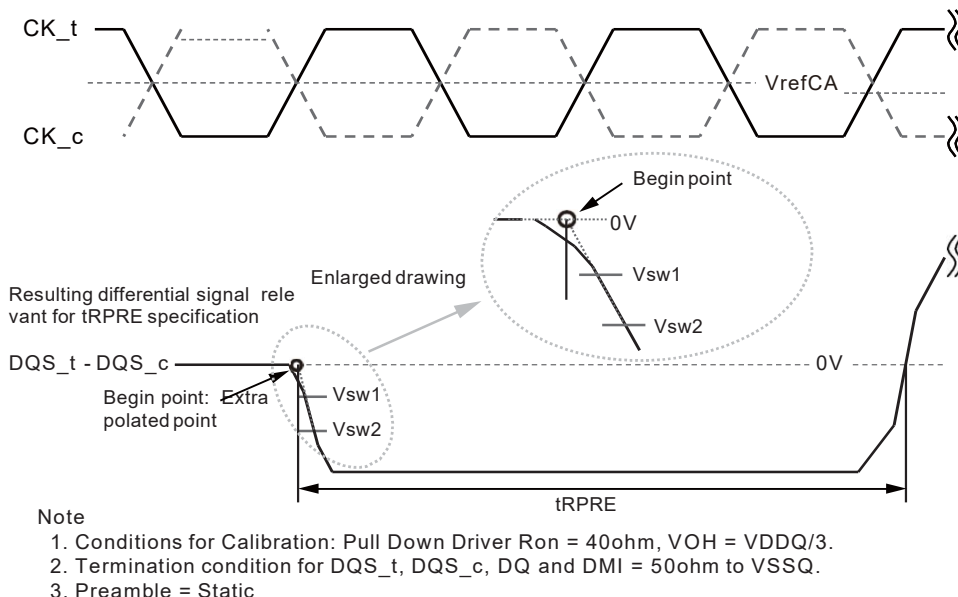 CK_t
VrefCA
CK_c
Begin point
0V
Vsw1
Vsw2
Enlarged drawing
Resulting differential signal rele
vant for tRPRE specification
DQS_t - DQS_c
0V
Begin point: Extra
polated point
Vsw1
Vsw2
tRPRE
Note
1. Conditions for Calibration: Pull Down Driver Ron = 40ohm, VOH = VDDQ/3.
2. Termination condition for DQS_t, DQS_c, DQ and DMI = 50ohm to VSSQ.
3. Preamble = Static